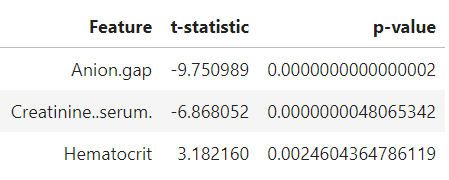 Feature t-statistic p-value
Anion.gap -9.750989 0.0000000000000002
Creatinine..serum. -6.868052 0.0000000048065342
Hematocrit 3.182160 0.0024604364786119